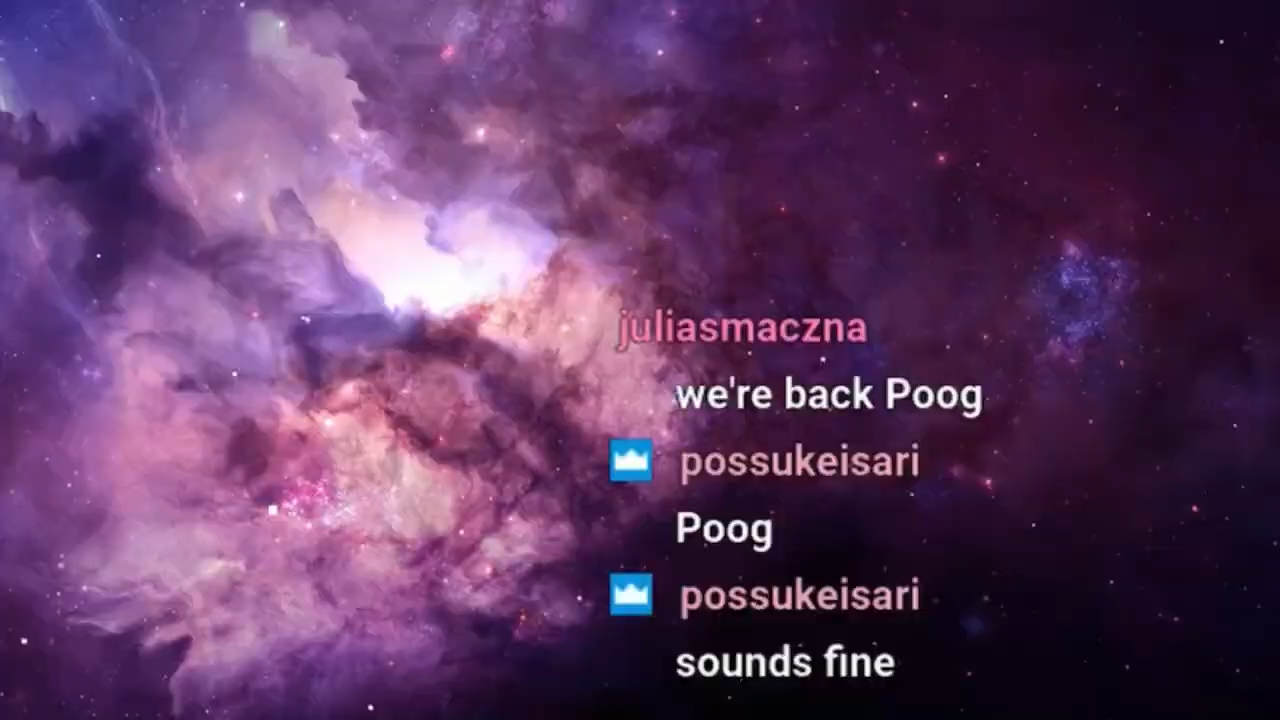 juliasmaczna
we're back Poog
possukeisari
Poog
possukeisari
sounds fine